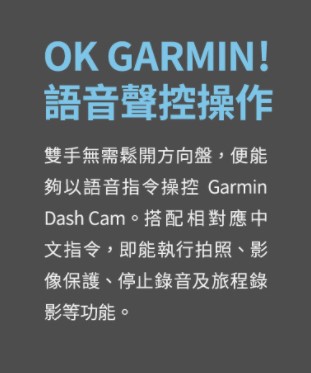 OK GARMIN!
語音聲控操作
雙手無需鬆開方向盤，便能
夠以語音指令操控 Garmin
Dash Cam。搭配相對應中
文指令，即能執行拍照、影
像保護、停止錄音及旅程錄
影等功能。